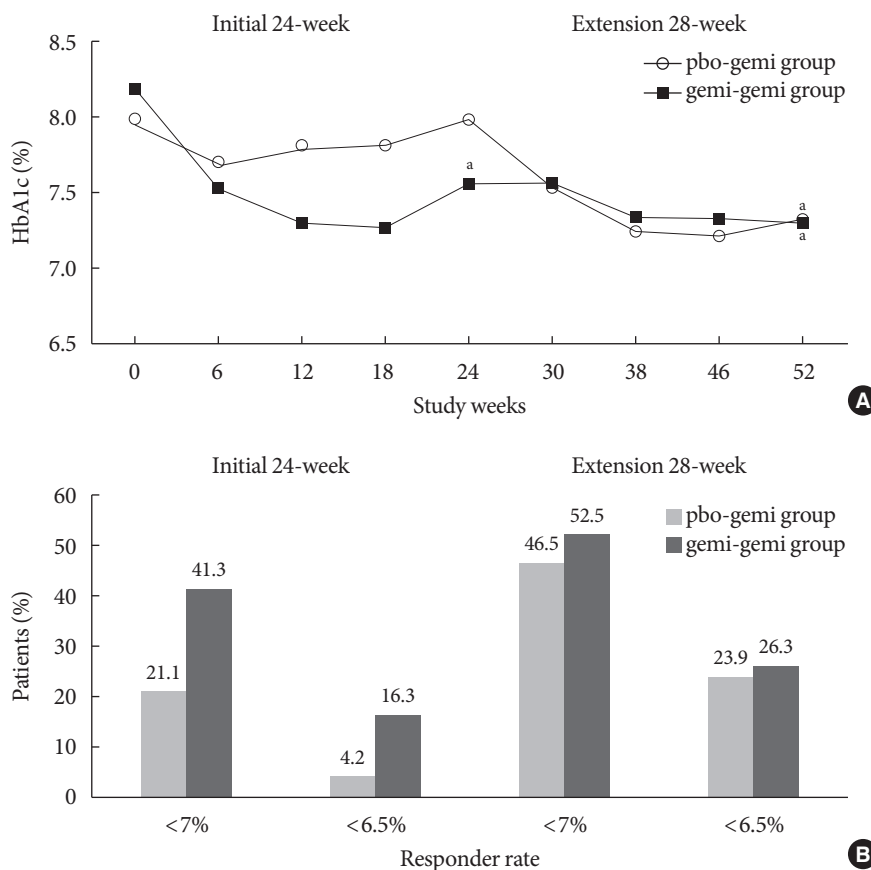 Initial 24-week Extension 28-week
8.5
pbo-gemi group
gemi-gemi group
8.0
7.5
7.0
6.5
HbA1c (%)
a
a
a
0 6 12 18 24 30 38 46 52
Study weeks
A
Initial 24-week Extension 28-week
60
pbo-gemi group
gemi-gemi group
50
40
30
20
10
0
Patients (%)
21.1 41.3 4.2 16.3 46.5 52.5 23.9 26.3
<7% <6.5% <7% <6.5%
Responder rate
B